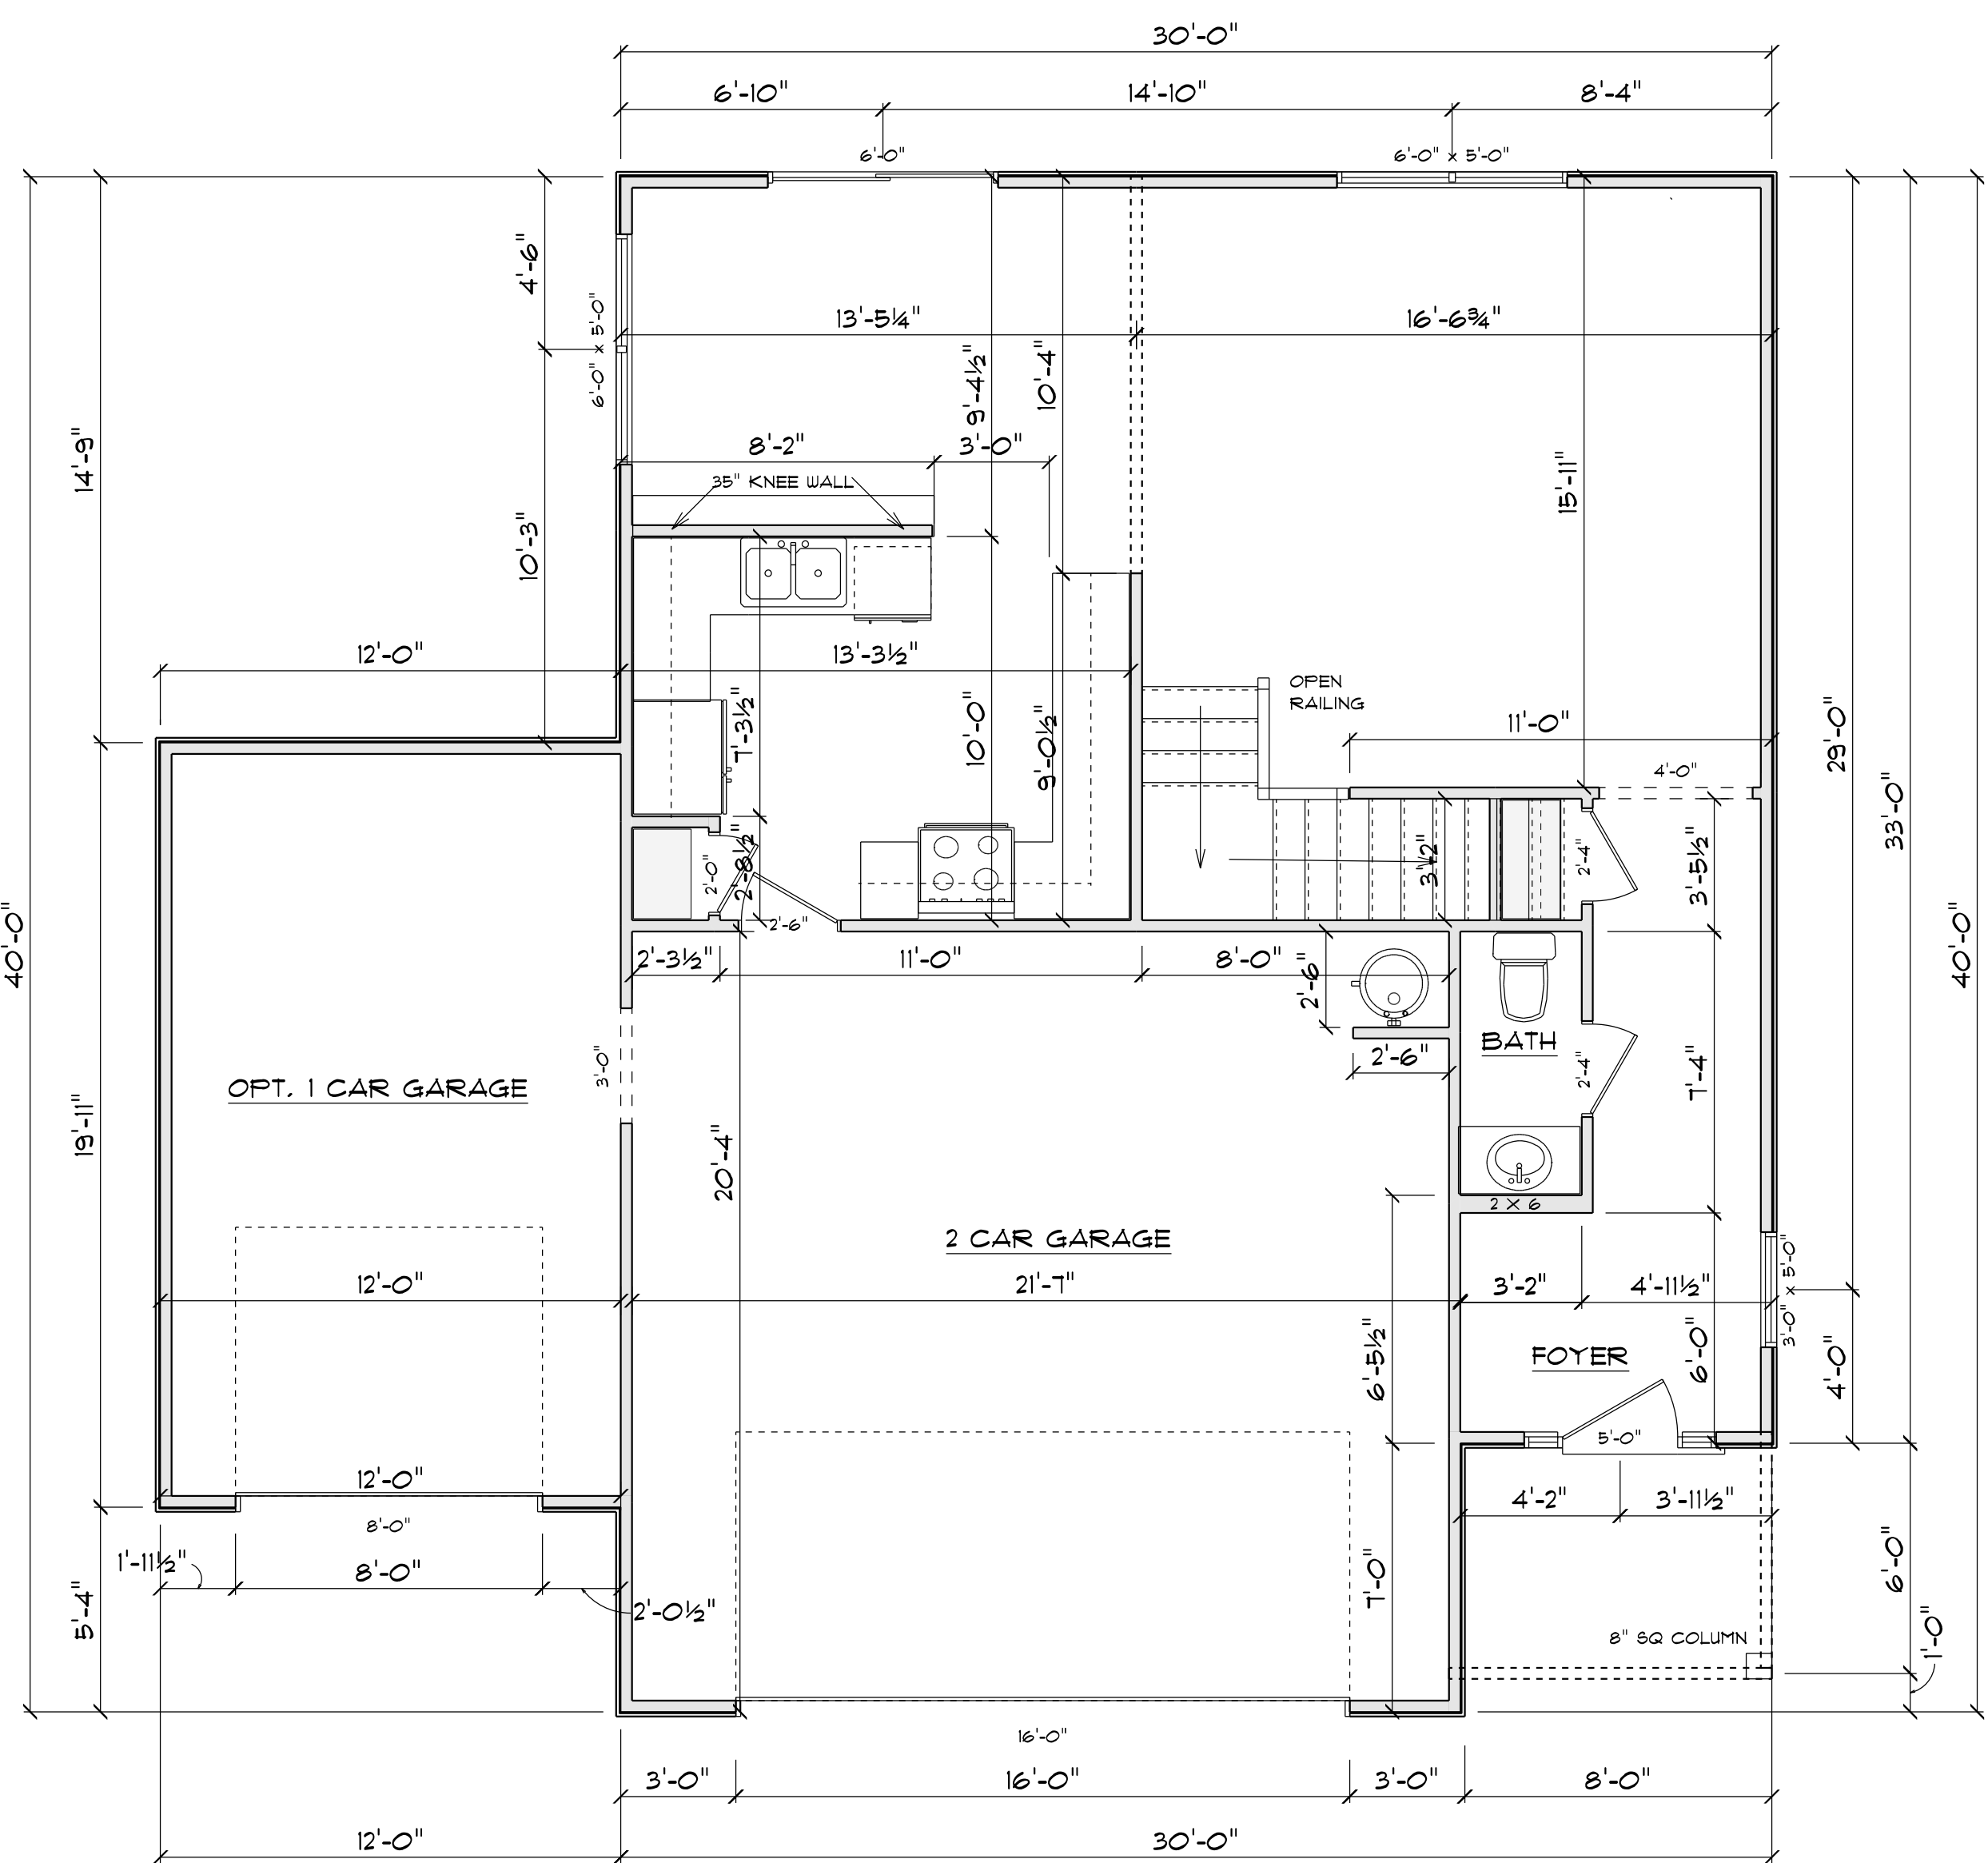 30'-0"
6'-10" 14'-10" 8'-4"
6'-0" 6'-0" x 5'-0"
4'-6"
6'-0" x 5'-0"
13'-5¼" 16'-6¾"
9'-4½"
10'-4"
14'-9"
8'-2" 3'-0"
35" KNEE WALL
15'-11"
10'-3"
12'-0" 13'-3½"
OPEN
RAILING
7'-3½"
10'-0"
9'-0½"
11'-0"
4'-0"
29'-0"
33'-0"
2'-0"
2'-8½"
3'-2"
2'-4"
3'-5½"
2'-6"
40'-0"
40'-0"
2'-3½" 11'-0" 8'-0"
2'-6"
BATH
2'-6"
3'-0"
2'-4"
7'-4"
OPT. 1 CAR GARAGE
19'-11"
20'-4"
2 X 6
2 CAR GARAGE
12'-0" 21'-7" 3'-2" 4'-11½"
3'-0" x 5'-0"
FOYER
6'-5½"
6'-0"
4'-0"
5'-0"
12'-0"
4'-2" 3'-11½"
8'-0"
1'-11½" 8'-0"
2'-0½"
7'-0"
6'-0"
5'-4"
8" SQ COLUMN
1'-0"
16'-0"
3'-0" 16'-0" 3'-0" 8'-0"
12'-0" 30'-0"